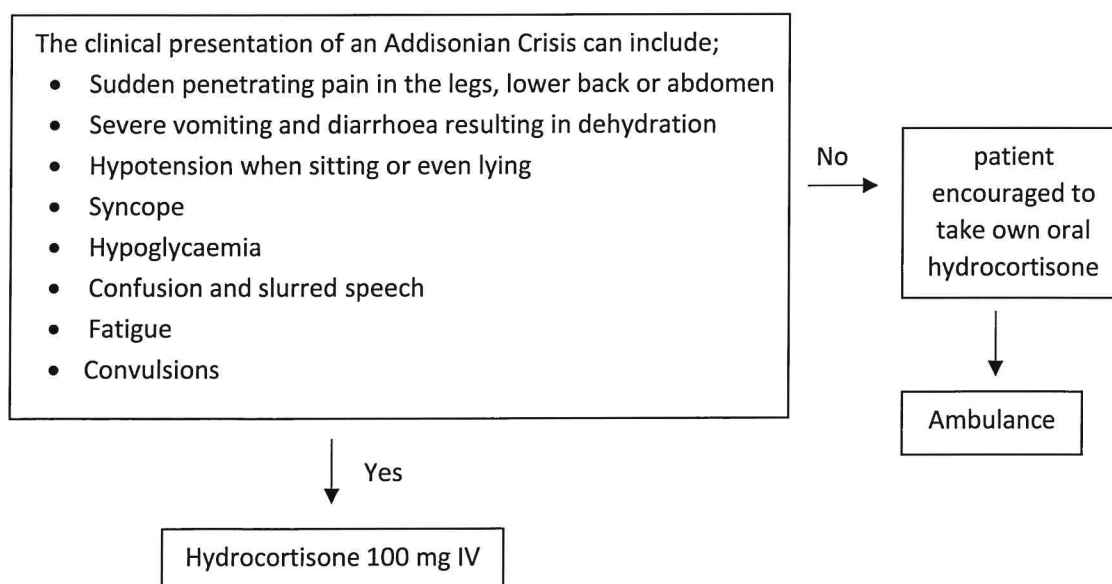 The clinical presentation of an Addisonian Crisis can include;
• Sudden penetrating pain in the legs, lower back or abdomen
• Severe vomiting and diarrhoea resulting in dehydration
• Hypotension when sitting or even lying
• Syncope
• Hypoglycaemia
• Confusion and slurred speech
• Fatigue
• Convulsions
No
patient
encouraged to
take own oral
hydrocortisone
Ambulance
Yes
Hydrocortisone 100 mg IV